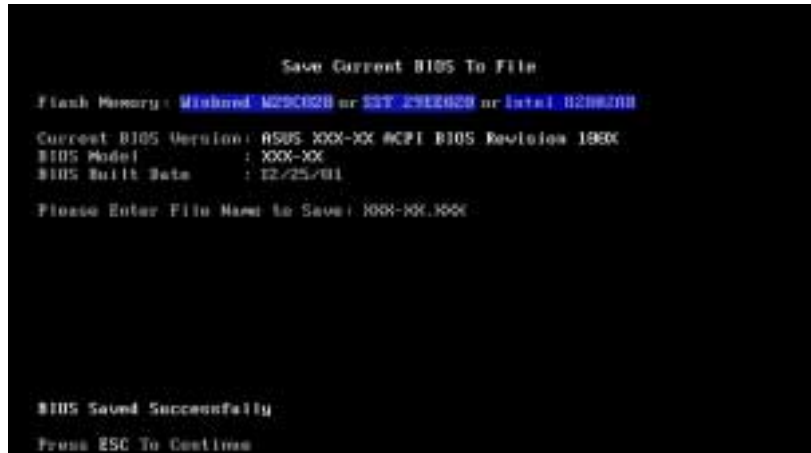 Save Current BIOS To File
Flash Memory: Winbond W29C020 or SST 29EE020 or Intel 82802AB
Current BIOS Version: ASUS XXX-XX ACPI BIOS Revision 100X
BIOS Model : XXX-XX
BIOS Built Date : 12/25/01
Please Enter File Name to Save: XXX-XX.XXX
BIOS Saved Successfully
Press ESC To Continue